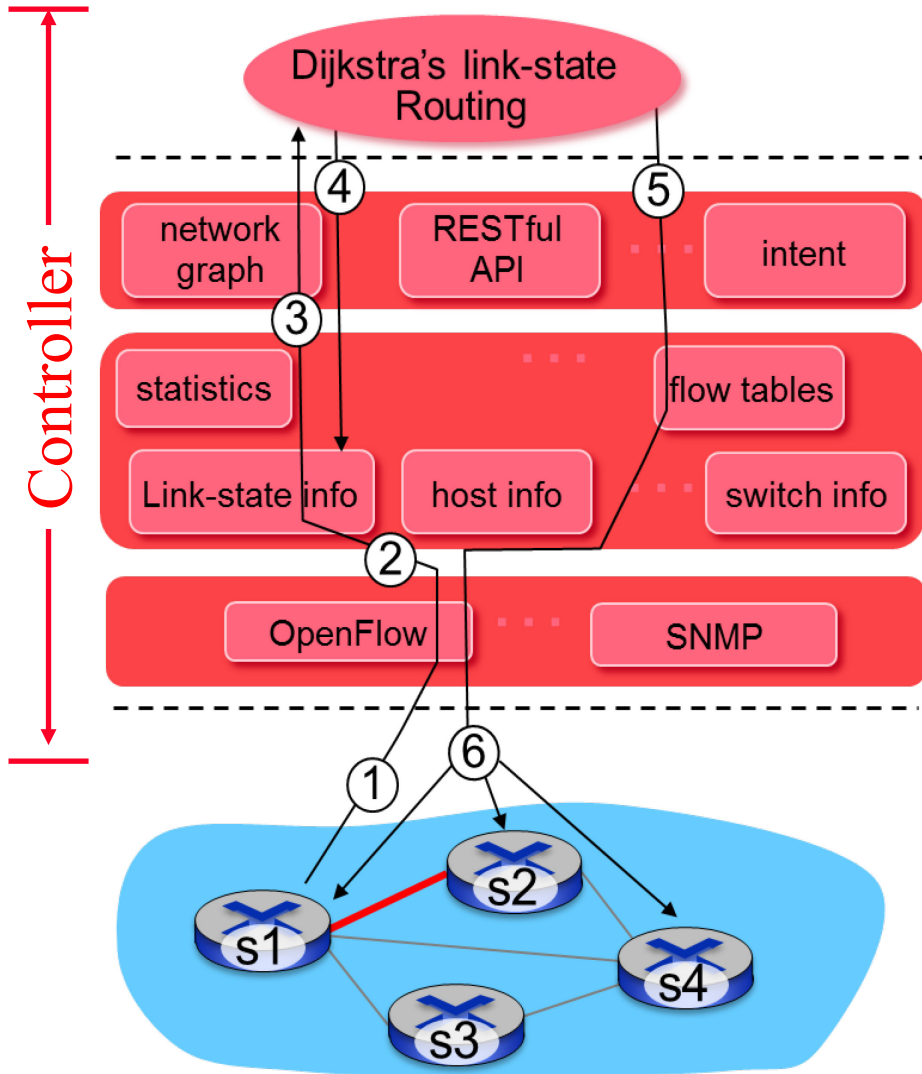 Controller
Dijkstra's link-state
Routing
4
5
network
graph
RESTful
API
intent
3
statistics
flow tables
Link-state info
host info
switch info
2
OpenFlow
SNMP
6
1
s2
s1
s4
s3